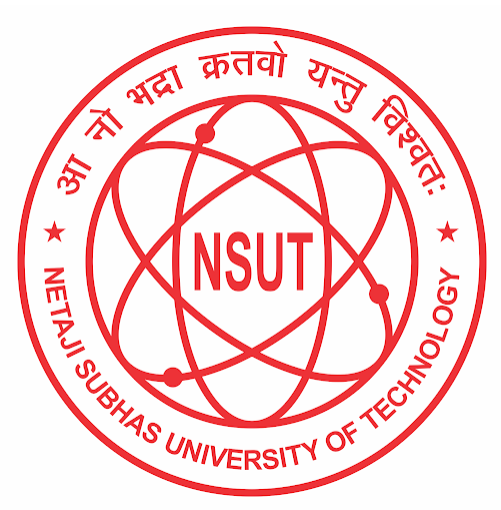 आ नो भद्रा क्रतवो यन्तु विश्वतः
NSUT
NETAJI SUBHAS UNIVERSITY OF TECHNOLOGY